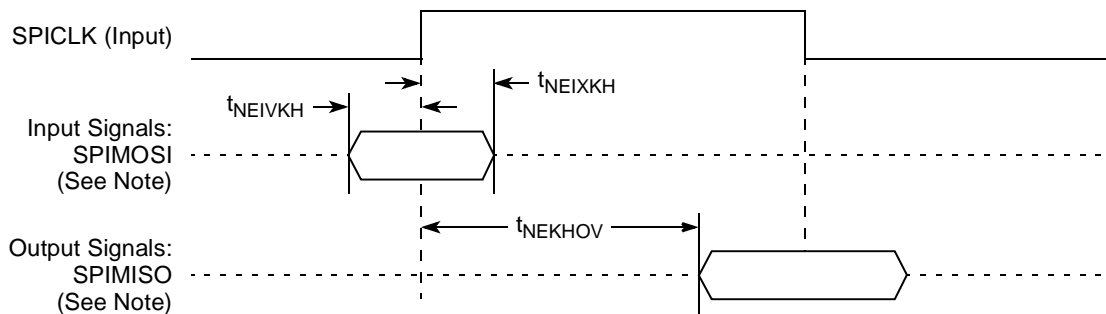 SPICLK (Input)
tNEIVKH
tNEIXKH
Input Signals:
SPIMOSI
(See Note)
tNEKHOV
Output Signals:
SPIMISO
(See Note)